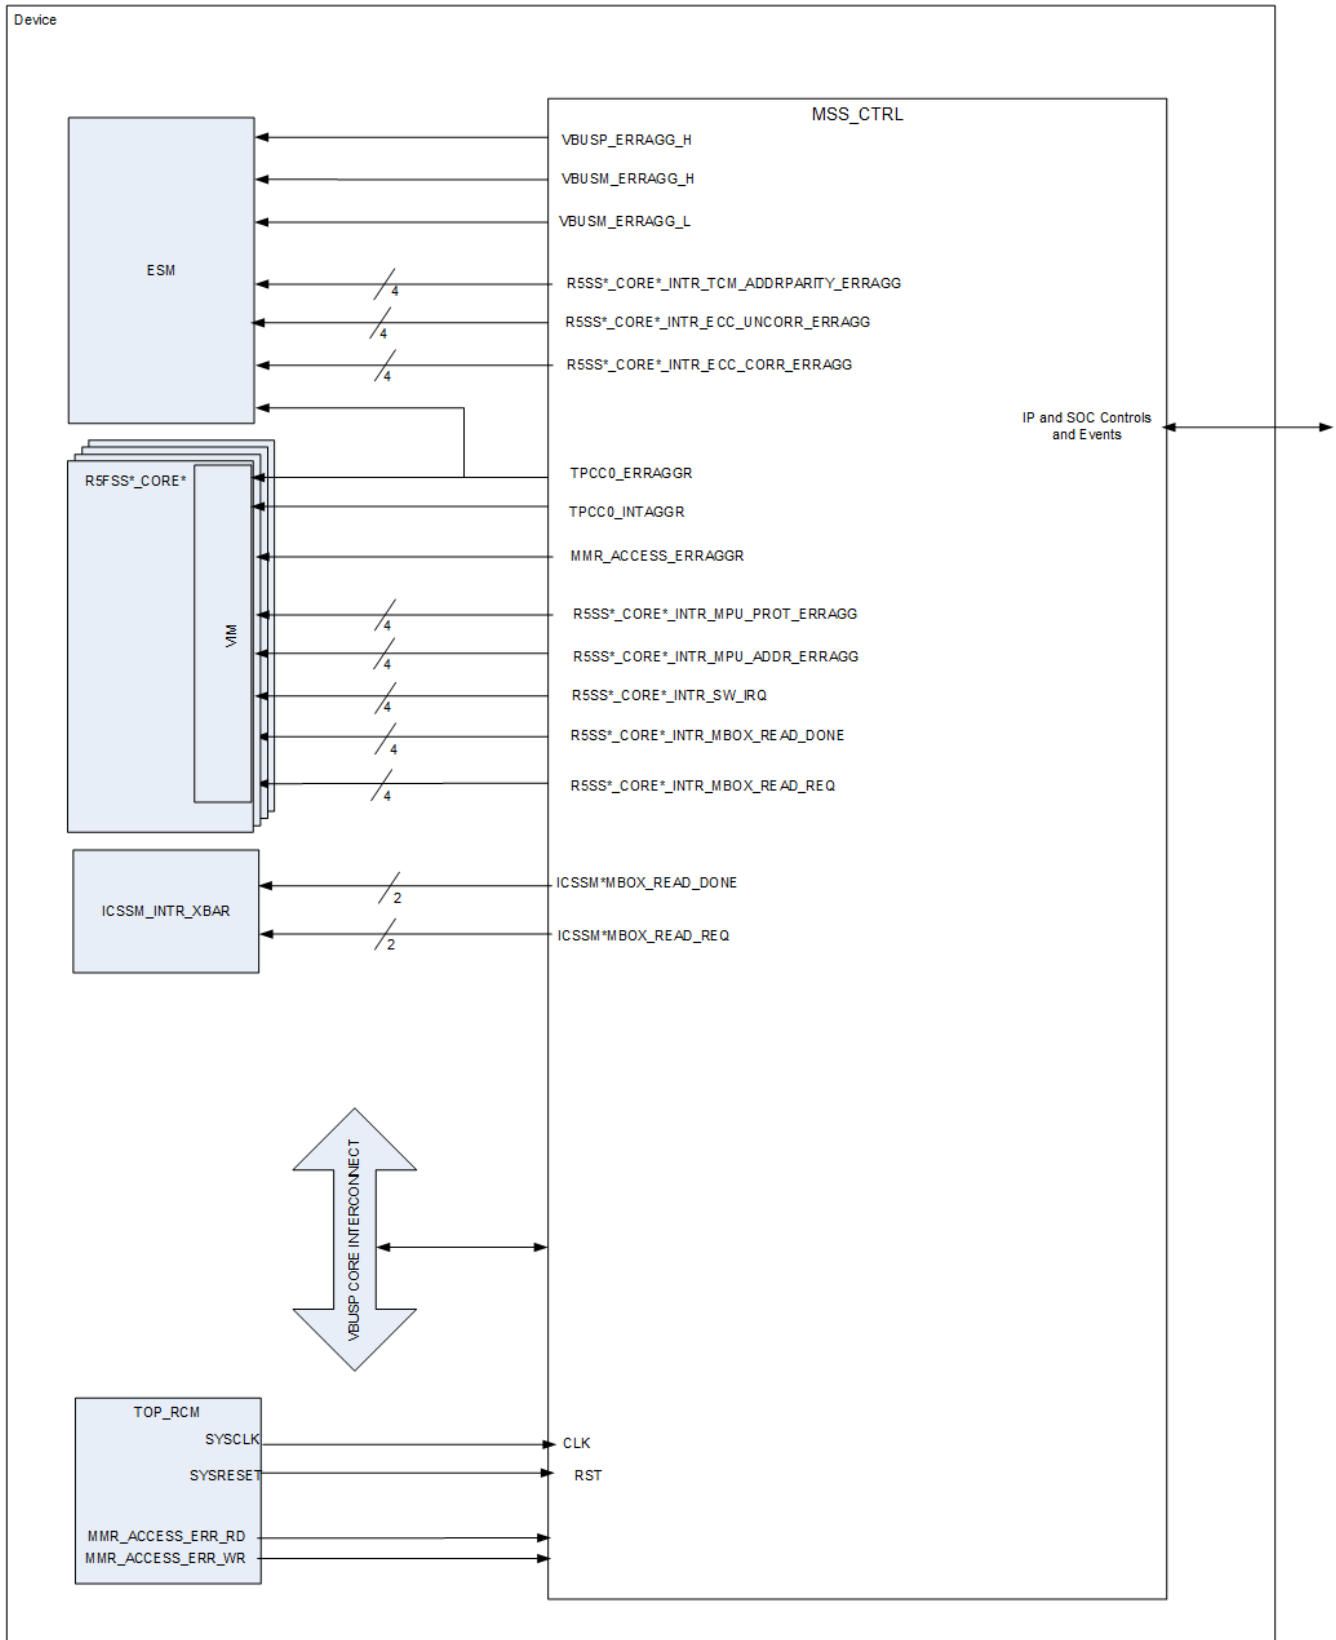 Device
MSS_CTRL
VBUSP_ERRAGG_H
VBUSM_ERRAGG_H
VBUSM_ERRAGG_L
ESM
R5SS*_CORE*_INTR_TCM_ADDRPARITY_ERRAGG
4
R5SS*_CORE*_INTR_ECC_UNCORR_ERRAGG
4
R5SS*_CORE*_INTR_ECC_CORR_ERRAGG
4
IP and SOC Controls
and Events
R5FSS*_CORE*
TPCC0_ERRAGGR
TPCC0_INTAGGR
MMR_ACCESS_ERRAGGR
VIM
R5SS*_CORE*_INTR_MPU_PROT_ERRAGG
4
R5SS*_CORE*_INTR_MPU_ADDR_ERRAGG
4
R5SS*_CORE*_INTR_SW_IRQ
4
R5SS*_CORE*_INTR_MBOX_READ_DONE
4
R5SS*_CORE*_INTR_MBOX_READ_REQ
4
ICSSM_INTR_XBAR
ICSSM*MBOX_READ_DONE
2
ICSSM*MBOX_READ_REQ
2
VBUSP CORE INTERCONNECT
TOP_RCM
SYSCLK
CLK
SYSRESET
RST
MMR_ACCESS_ERR_RD
MMR_ACCESS_ERR_WR